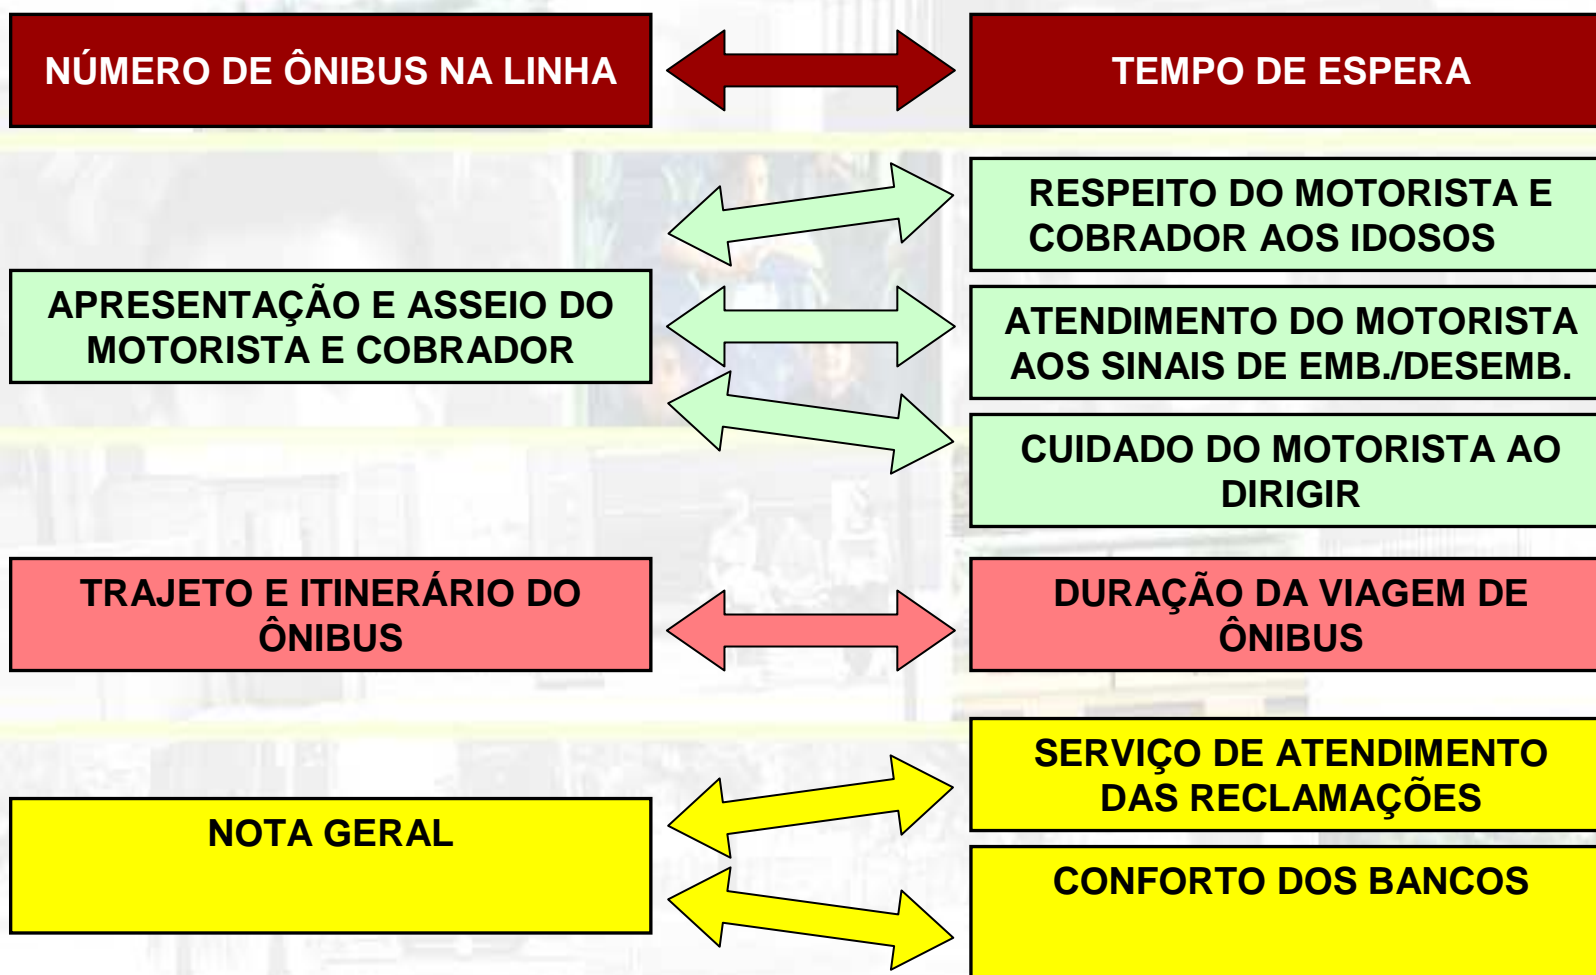 NÚMERO DE ÔNIBUS NA LINHA
TEMPO DE ESPERA
APRESENTAÇÃO E ASSEIO DO
MOTORISTA E COBRADOR
RESPEITO DO MOTORISTA E
COBRADOR AOS IDOSOS
ATENDIMENTO DO MOTORISTA
AOS SINAIS DE EMB./DESEMB.
CUIDADO DO MOTORISTA AO
DIRIGIR
TRAJETO E ITINERÁRIO DO
ÔNIBUS
DURAÇÃO DA VIAGEM DE
ÔNIBUS
NOTA GERAL
SERVIÇO DE ATENDIMENTO
DAS RECLAMAÇÕES
CONFORTO DOS BANCOS